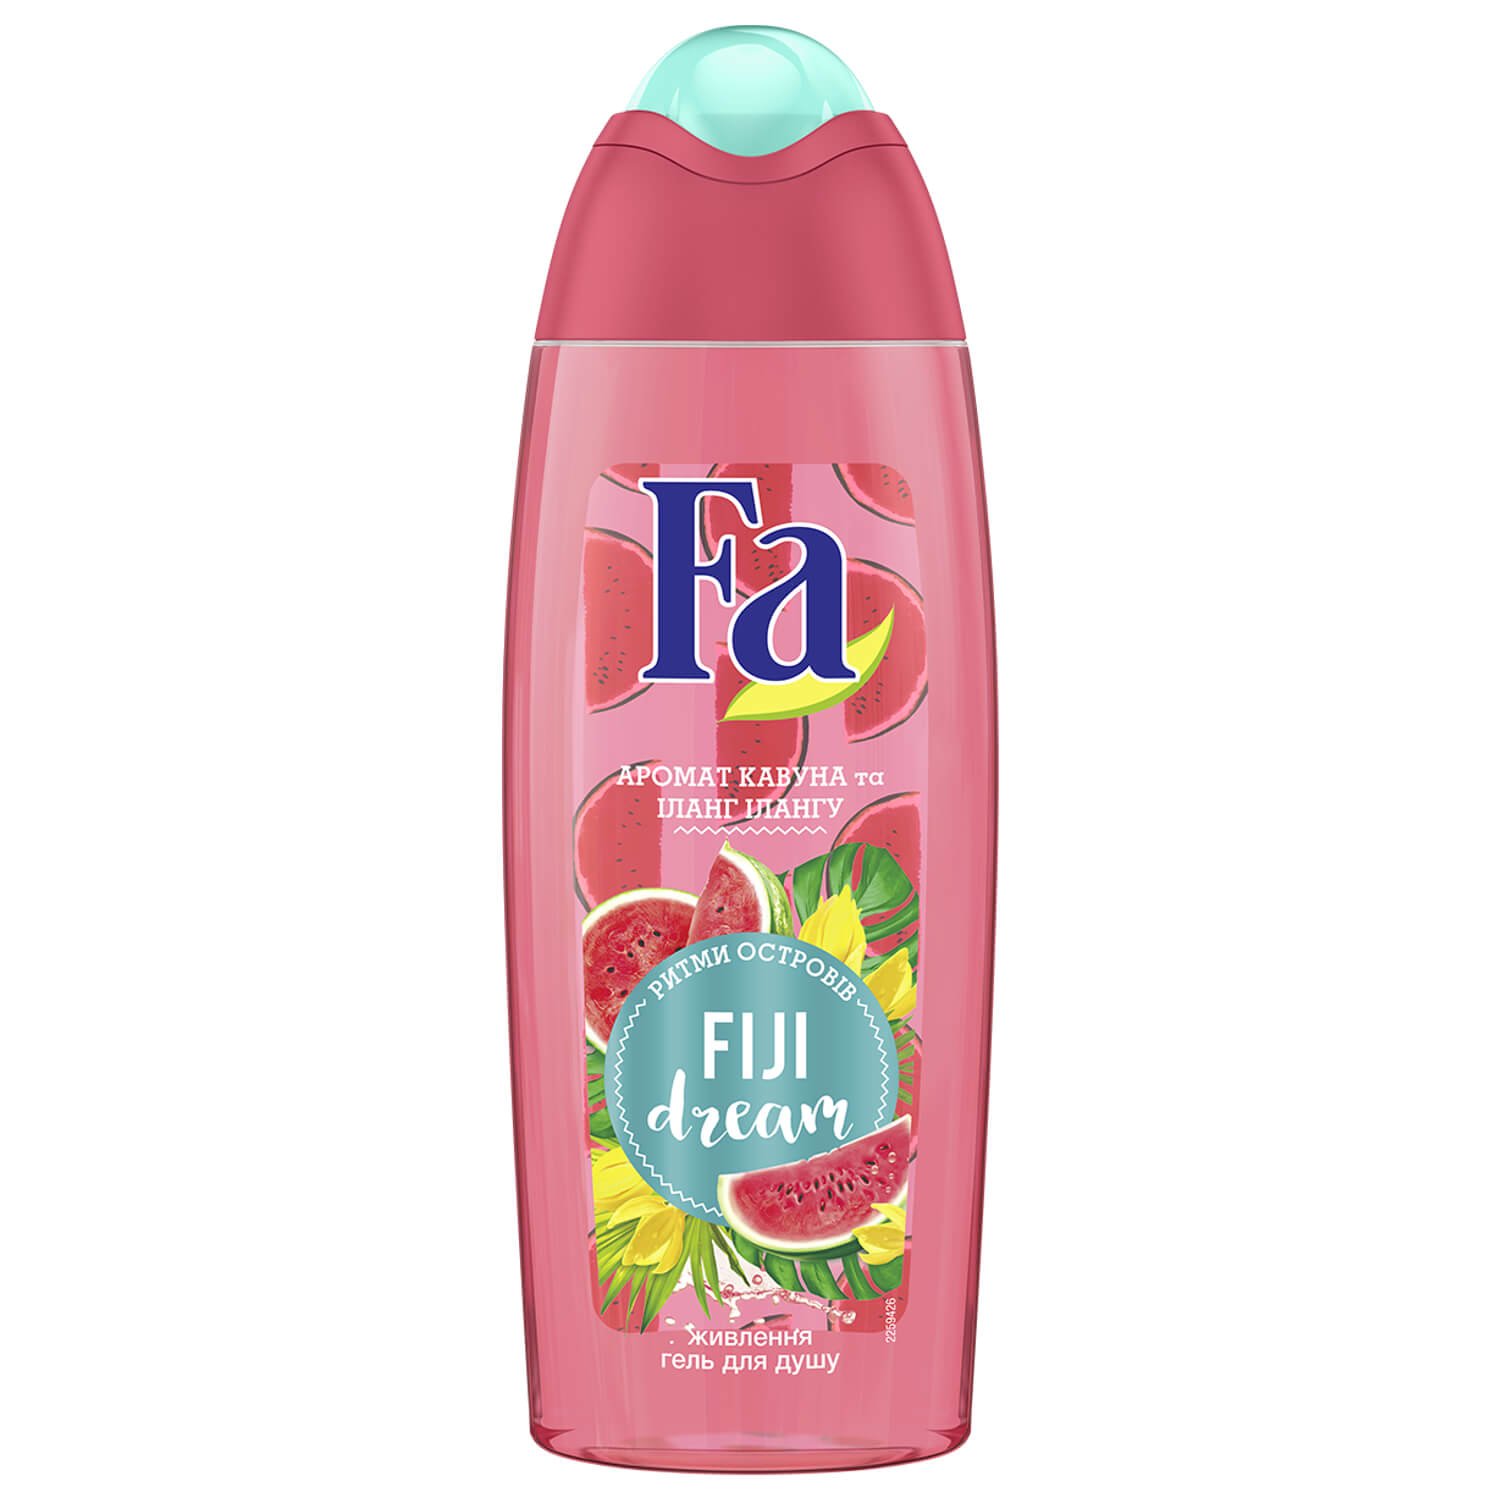 Fa
АРОМАТ КАВУНА та
ІЛАНГ ІЛАНГУ
РИТМИ ОСТРОВІВ
FIJI
dream
живлення
гель для душу
2259426